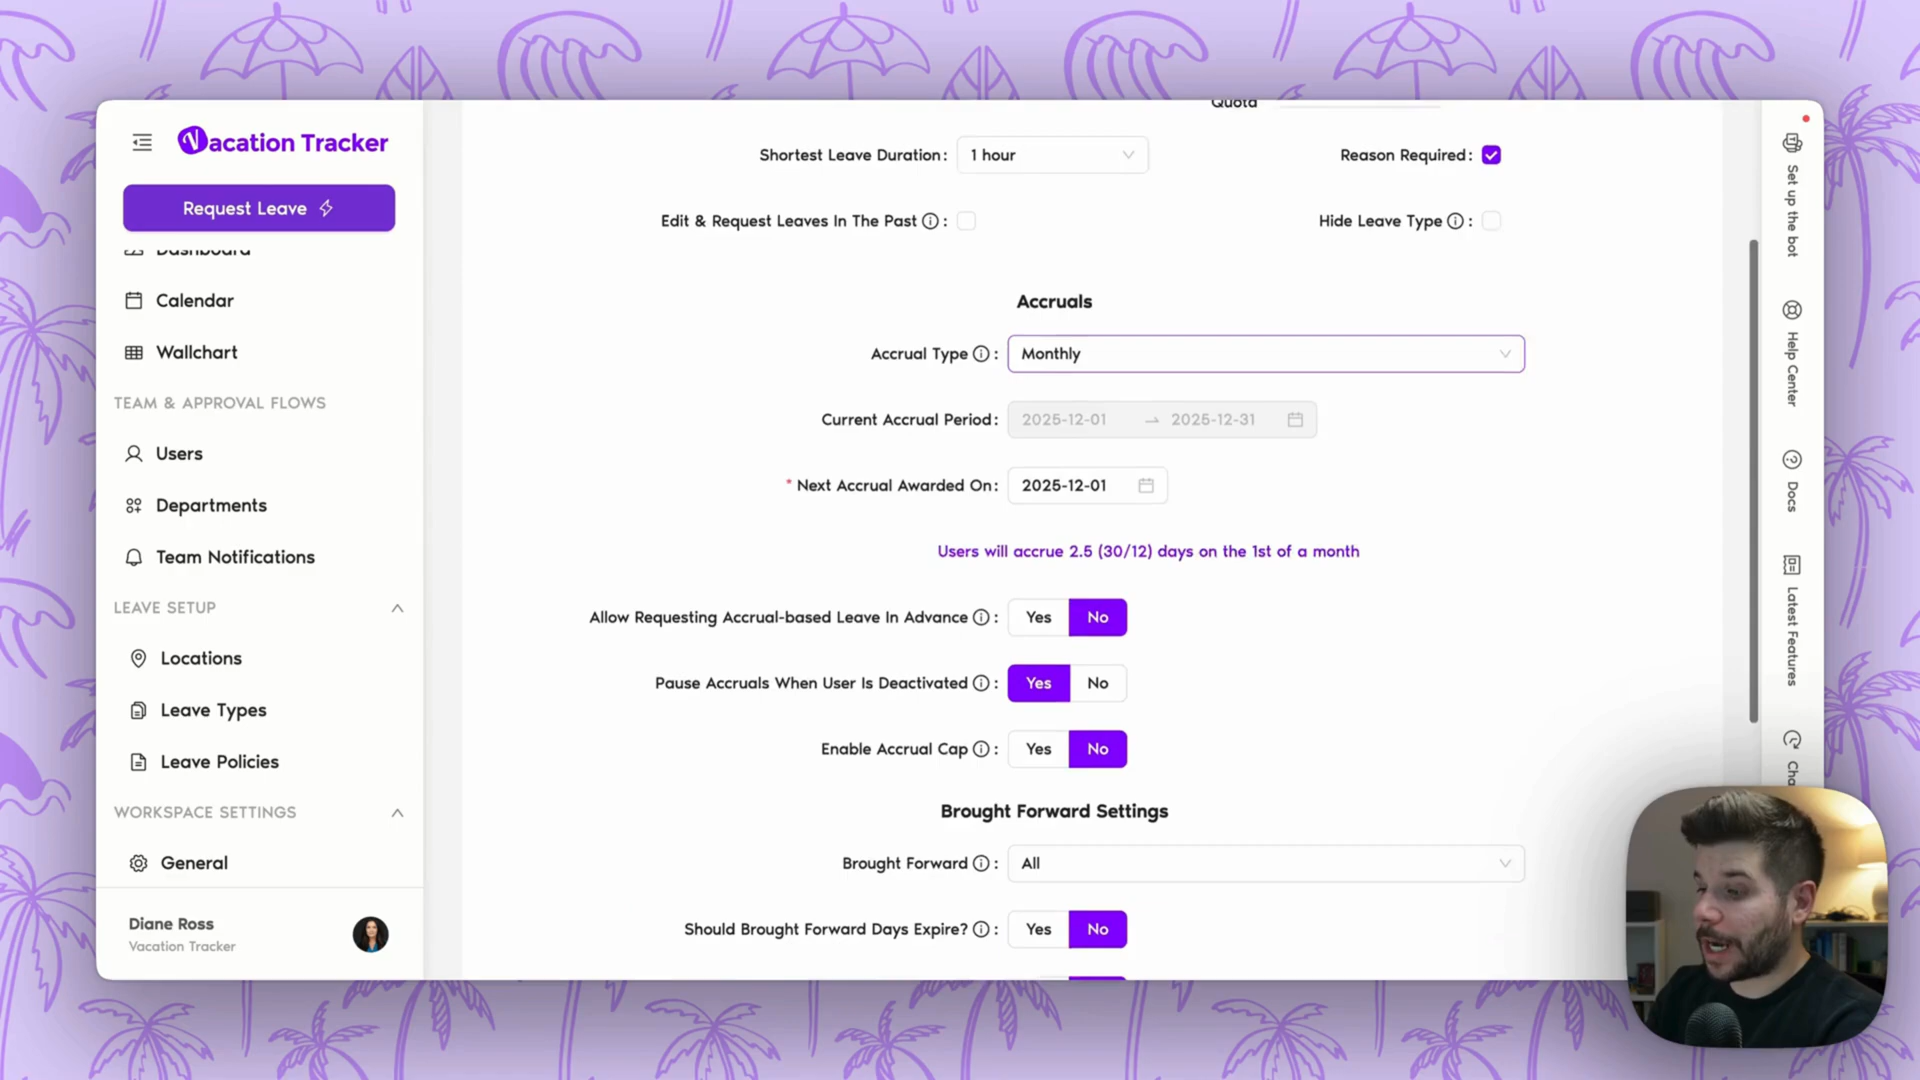 Vacation Tracker
Request Leave
Dashboard
Calendar
Wallchart
TEAM & APPROVAL FLOWS
Users
Departments
Team Notifications
LEAVE SETUP
Locations
Leave Types
Leave Policies
WORKSPACE SETTINGS
General
Diane Ross
Vacation Tracker
Quota
Shortest Leave Duration: 1 hour
Reason Required:
Edit & Request Leaves In The Past :
Hide Leave Type :
Accruals
Accrual Type : Monthly
Current Accrual Period: 2025-12-01 → 2025-12-31
* Next Accrual Awarded On: 2025-12-01
Users will accrue 2.5 (30/12) days on the 1st of a month
Allow Requesting Accrual-based Leave In Advance : Yes No
Pause Accruals When User Is Deactivated : Yes No
Enable Accrual Cap : Yes No
Brought Forward Settings
Brought Forward : All
Should Brought Forward Days Expire? : Yes No
Set up the bot
Help Center
Docs
Latest Features